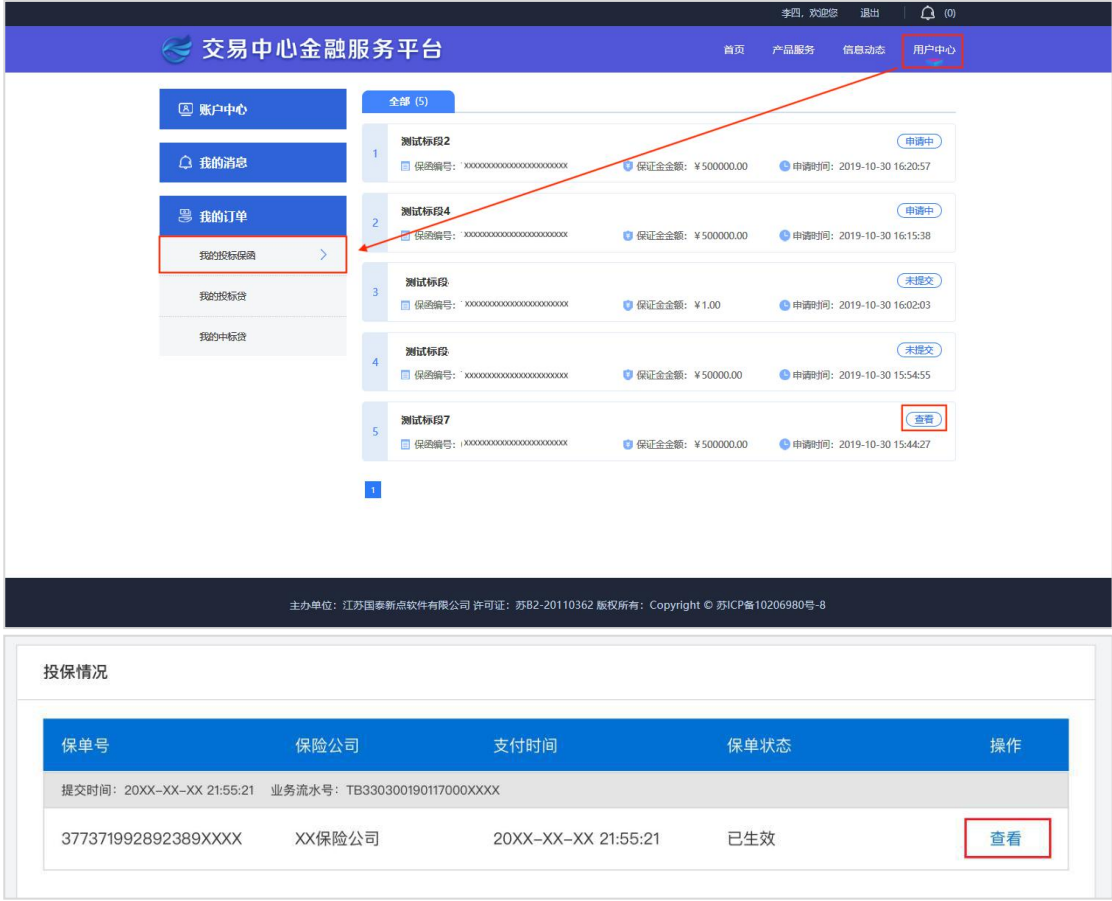 李四，欢迎您 退出 (0)
交易中心金融服务平台 首页 产品服务 信息动态 用户中心
账户中心
我的消息
我的订单
我的投标保函
我的投标贷
我的中标贷
全部 (5)
1 测试标段2 申请中
保函编号： xxxxxxxxxxxxxxxxxxxxxxx 保证金金额：￥500000.00 申请时间：2019-10-30 16:20:57
2 测试标段4 申请中
保函编号： xxxxxxxxxxxxxxxxxxxxxxx 保证金金额：￥500000.00 申请时间：2019-10-30 16:15:38
3 测试标段 未提交
保函编号： xxxxxxxxxxxxxxxxxxxxxxx 保证金金额：￥1.00 申请时间：2019-10-30 16:02:03
4 测试标段 未提交
保函编号： xxxxxxxxxxxxxxxxxxxxxxx 保证金金额：￥50000.00 申请时间：2019-10-30 15:54:55
5 测试标段7 查看
保函编号： xxxxxxxxxxxxxxxxxxxxxxx 保证金金额：￥500000.00 申请时间：2019-10-30 15:44:27
1
主办单位：江苏国泰新点软件有限公司 许可证：苏B2-20110362 版权所有：Copyright © 苏ICP备10206980号-8
投保情况
保单号 保险公司 支付时间 保单状态 操作
提交时间：20XX-XX-XX 21:55:21 业务流水号：TB330300190117000XXXX
377371992892389XXXX XX保险公司 20XX-XX-XX 21:55:21 已生效 查看